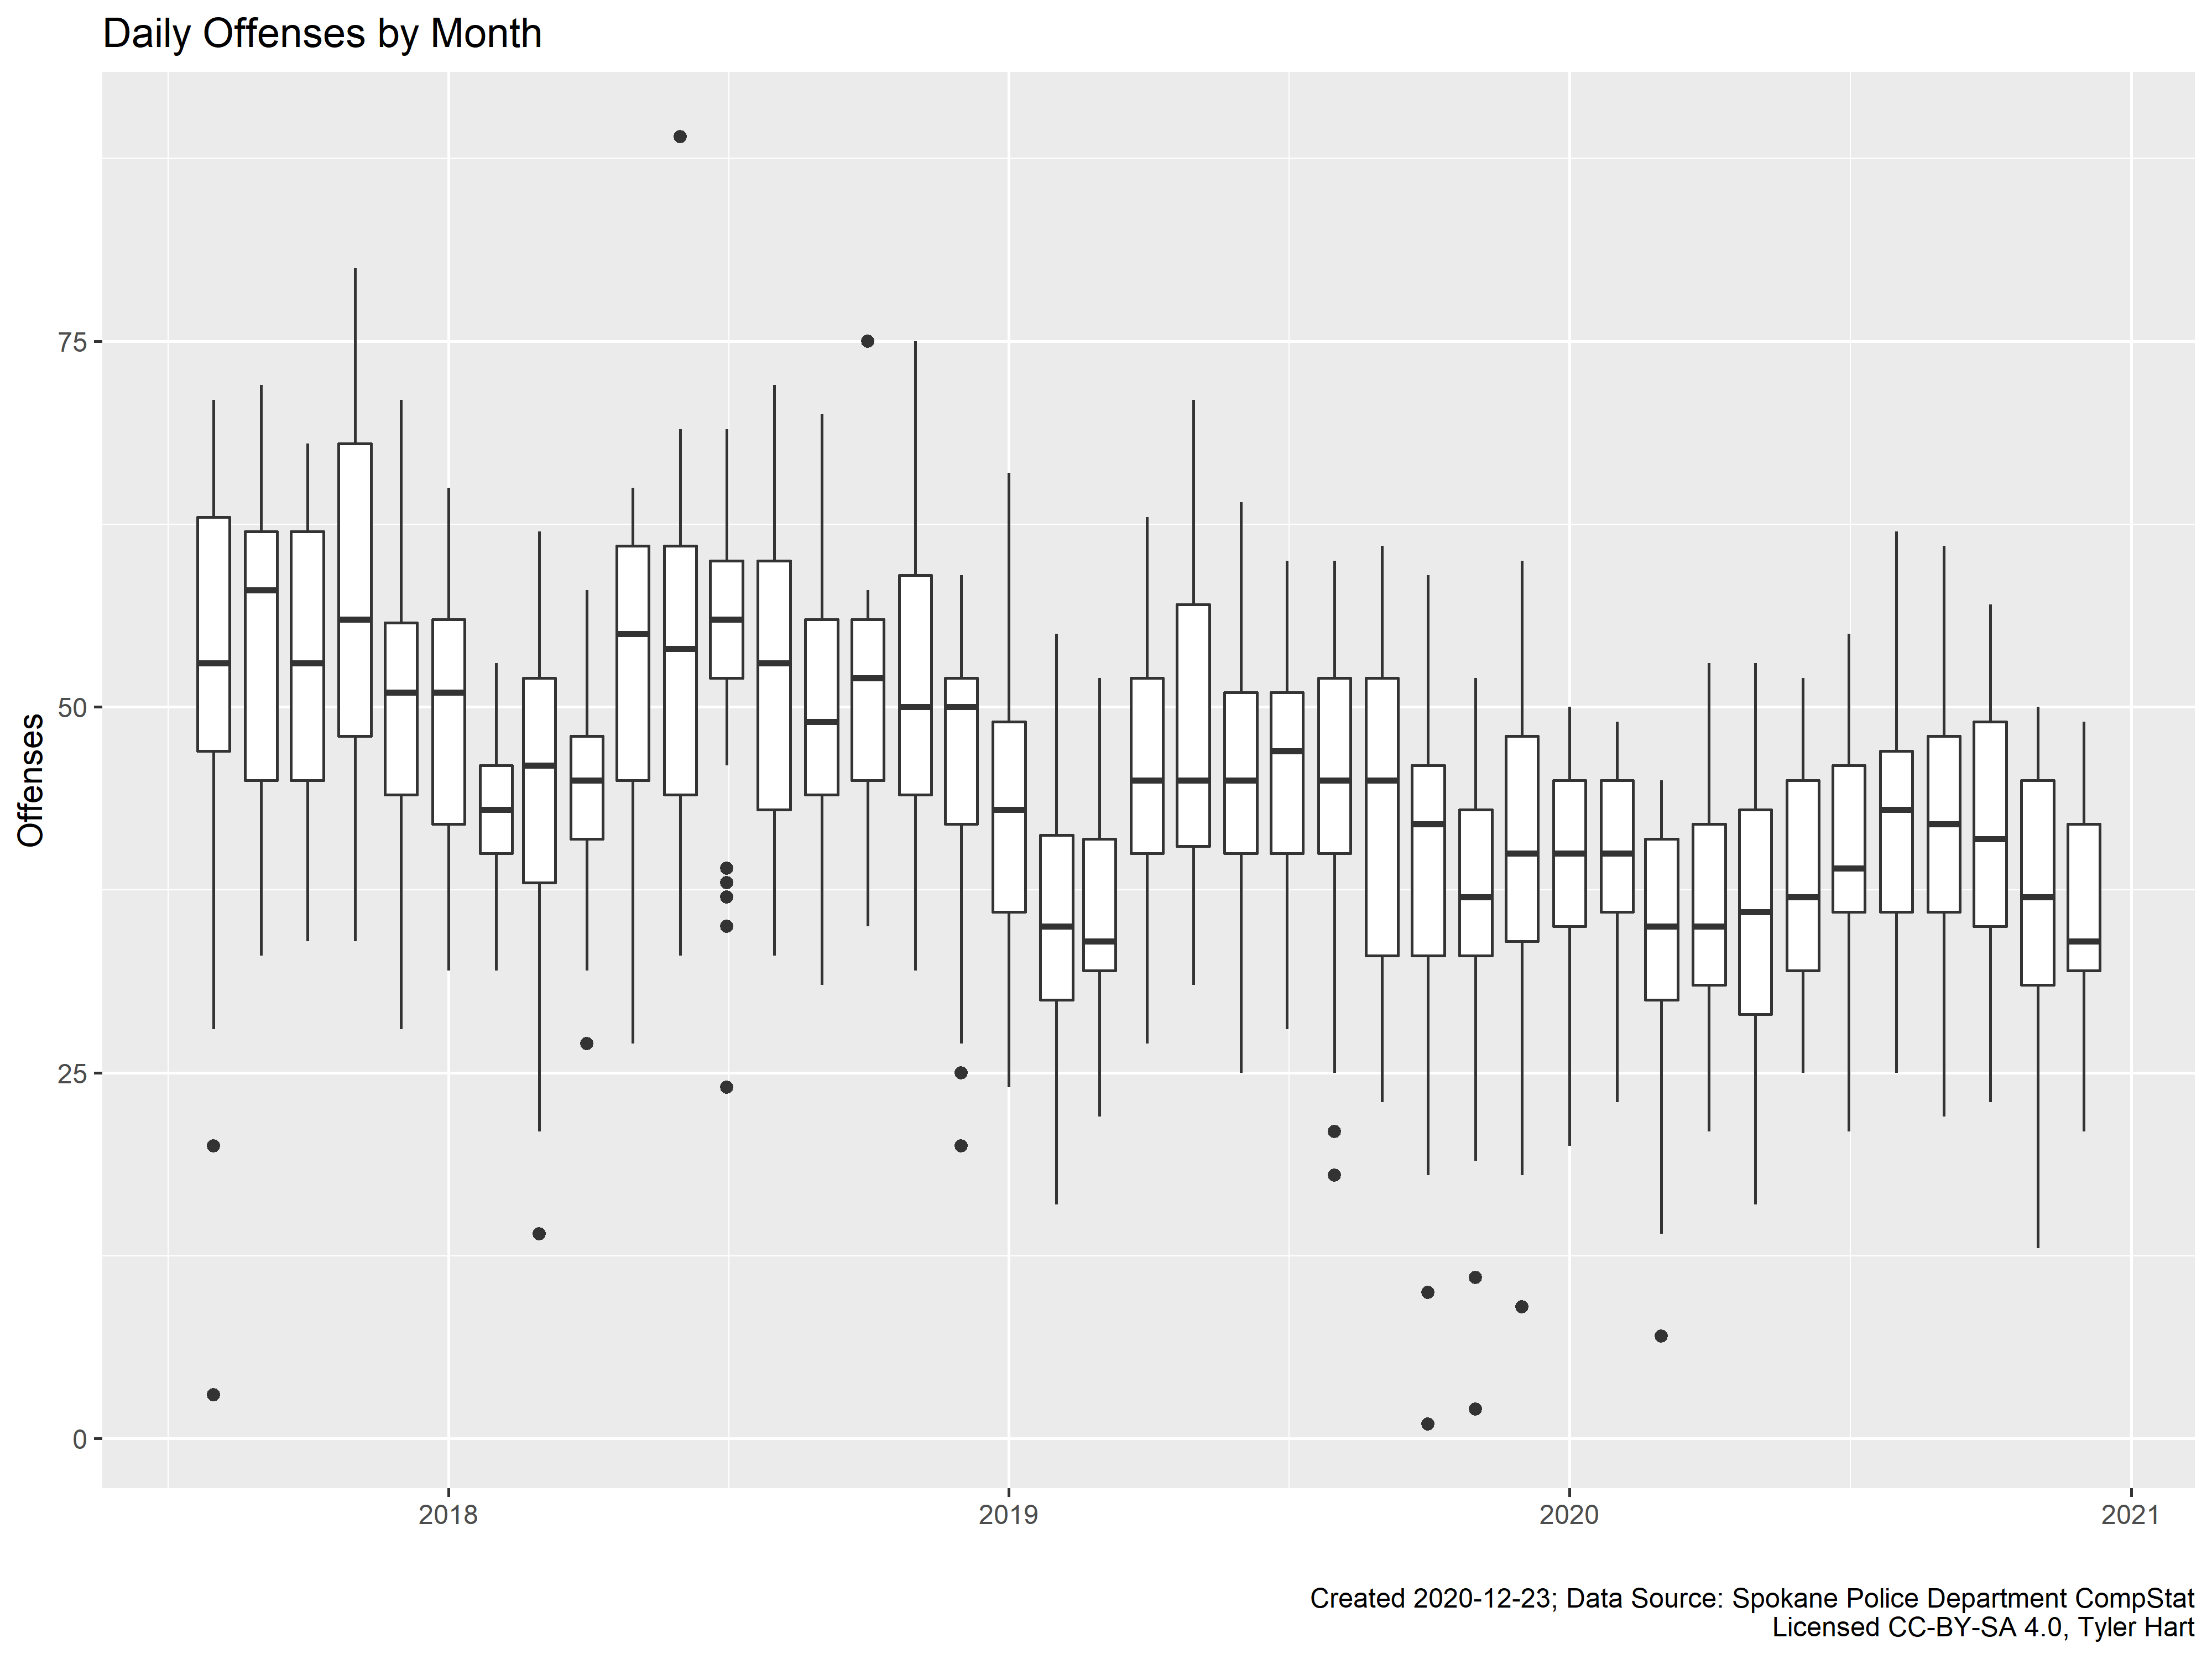 Daily Offenses by Month
Offenses
75
50
25
0
2018
2019
2020
2021
Created 2020-12-23; Data Source: Spokane Police Department CompStat
Licensed CC-BY-SA 4.0, Tyler Hart